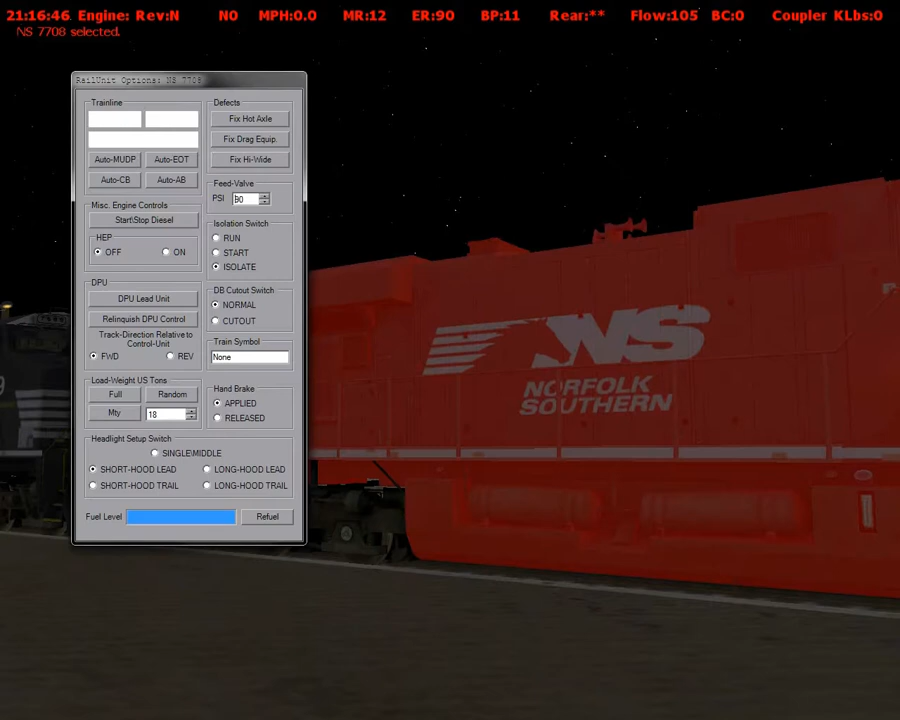 21:16:46 Engine: Rev:N N0 MPH:0.0 MR:12 ER:90 BP:11 Rear:** Flow:105 BC:0 Coupler KLbs:0
NS 7708 selected.
RailUnit Options: NS 7708
Trainline
Auto-MUDP Auto-EOT
Auto-CB Auto-AB
Misc. Engine Controls
Start\Stop Diesel
HEP
OFF ON
DPU
DPU Lead Unit
Relinquish DPU Control
Track-Direction Relative to
Control-Unit
FWD REV
Load-Weight US Tons
Full Random
Mty 18
Defects
Fix Hot Axle
Fix Drag Equip.
Fix Hi-Wide
Feed-Valve
PSI 90
Isolation Switch
RUN
START
ISOLATE
DB Cutout Switch
NORMAL
CUTOUT
Train Symbol
None
Hand Brake
APPLIED
RELEASED
Headlight Setup Switch
SINGLE\MIDDLE
SHORT-HOOD LEAD LONG-HOOD LEAD
SHORT-HOOD TRAIL LONG-HOOD TRAIL
Fuel Level Refuel
NS
NORFOLK
SOUTHERN
9